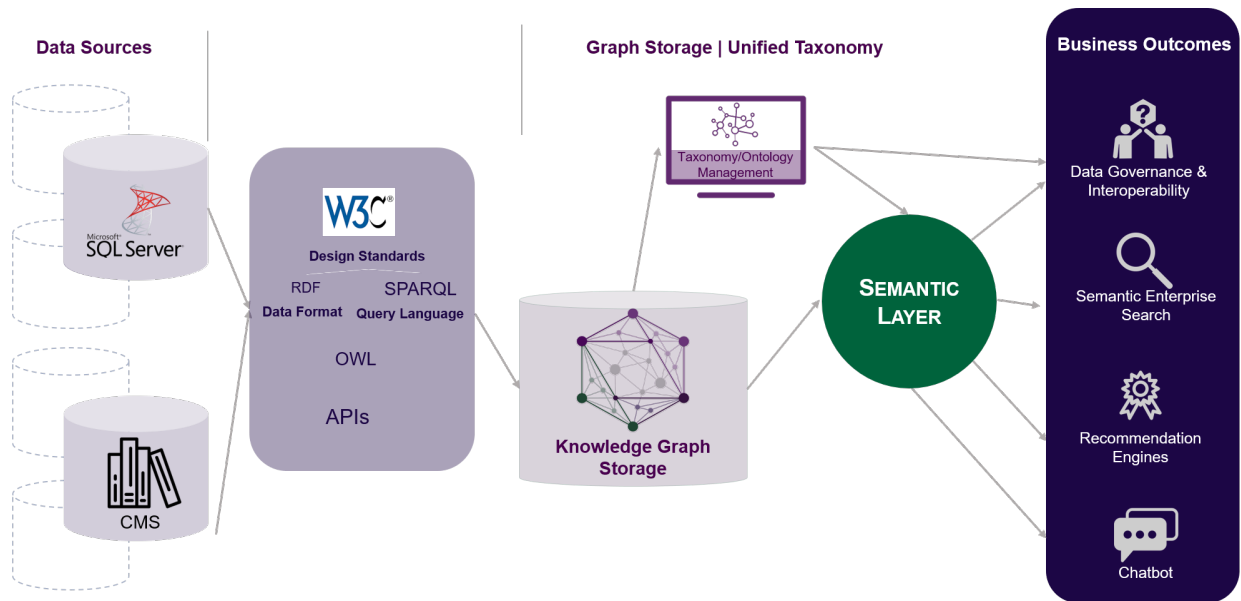 Data Sources
Microsoft®
SQL Server®
CMS
W3C®
Design Standards
RDF
Data Format
SPARQL
Query Language
OWL
APIs
Graph Storage | Unified Taxonomy
Taxonomy/Ontology
Management
Knowledge Graph
Storage
SEMANTIC
LAYER
Business Outcomes
?
Data Governance &
Interoperability
Semantic Enterprise
Search
Recommendation
Engines
Chatbot